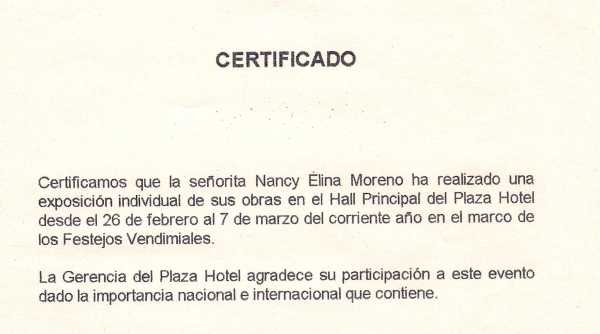 CERTIFICADO
Certificamos que la señorita Nancy Élina Moreno ha realizado una
exposición individual de sus obras en el Hall Principal del Plaza Hotel
desde el 26 de febrero al 7 de marzo del corriente año en el marco de
los Festejos Vendimiales.
La Gerencia del Plaza Hotel agradece su participación a este evento
dado la importancia nacional e internacional que contiene.